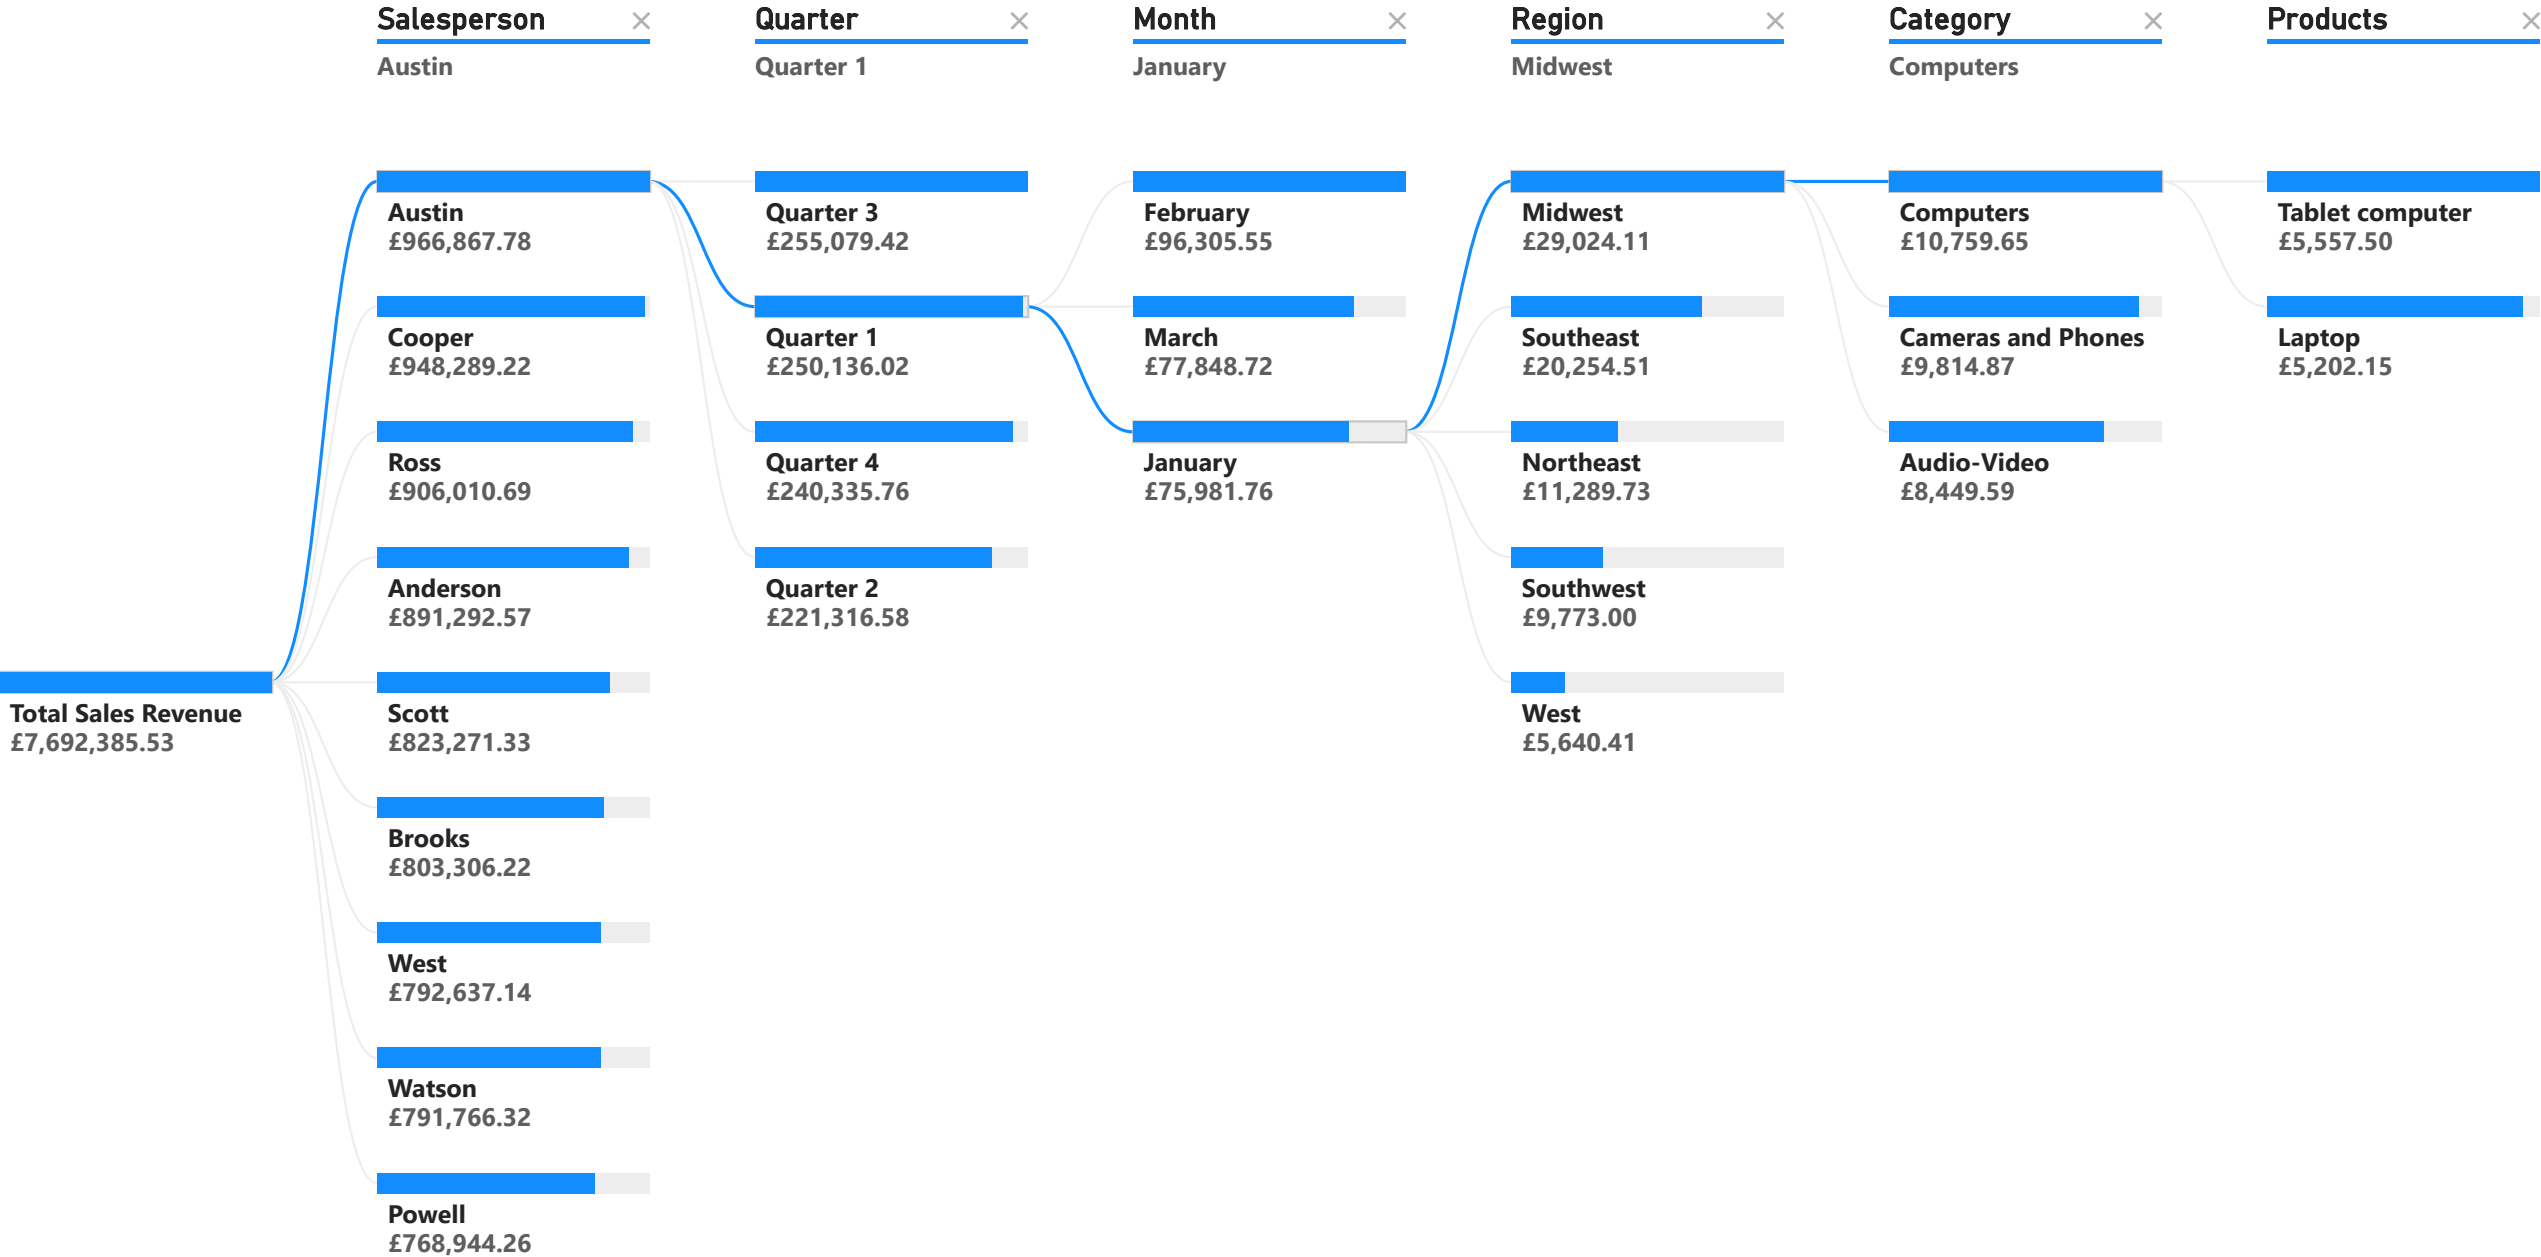 Salesperson
Austin
Quarter
Quarter 1
Month
January
Region
Midwest
Category
Computers
Products
Total Sales Revenue
£7,692,385.53
Austin
£966,867.78
Cooper
£948,289.22
Ross
£906,010.69
Anderson
£891,292.57
Scott
£823,271.33
Brooks
£803,306.22
West
£792,637.14
Watson
£791,766.32
Powell
£768,944.26
Quarter 3
£255,079.42
Quarter 1
£250,136.02
Quarter 4
£240,335.76
Quarter 2
£221,316.58
February
£96,305.55
March
£77,848.72
January
£75,981.76
Midwest
£29,024.11
Southeast
£20,254.51
Northeast
£11,289.73
Southwest
£9,773.00
West
£5,640.41
Computers
£10,759.65
Cameras and Phones
£9,814.87
Audio-Video
£8,449.59
Tablet computer
£5,557.50
Laptop
£5,202.15